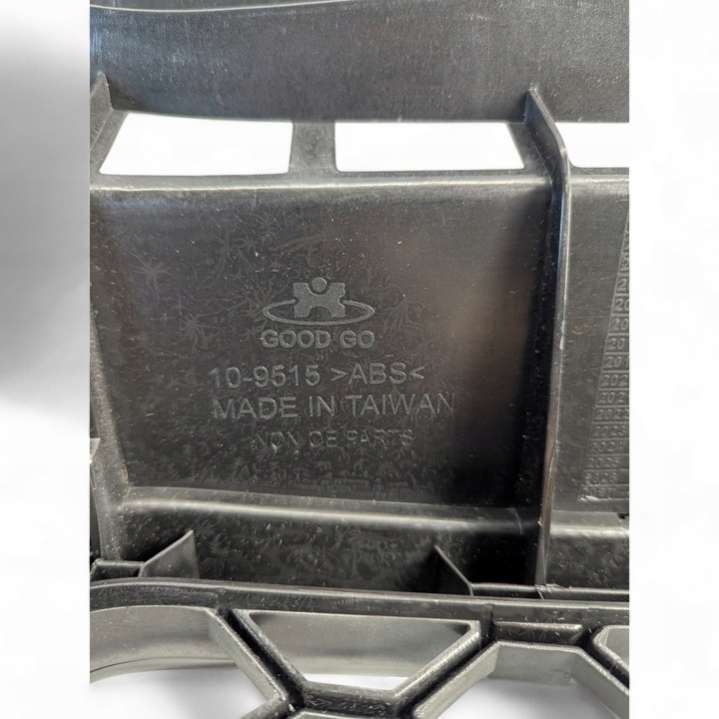 GOOD GO
10-9515 >ABS<
MADE IN TAIWAN
NON OE PARTS